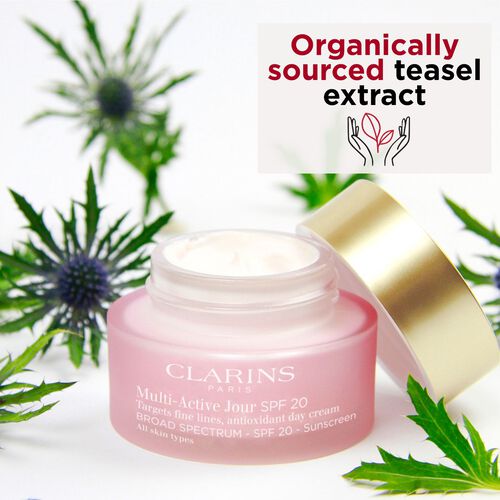 Organically
sourced teasel
extract
CLARINS
PARIS
Multi-Active Jour SPF 20
Targets fine lines, antioxidant day cream
BROAD SPECTRUM - SPF 20 - Sunscreen
All skin types